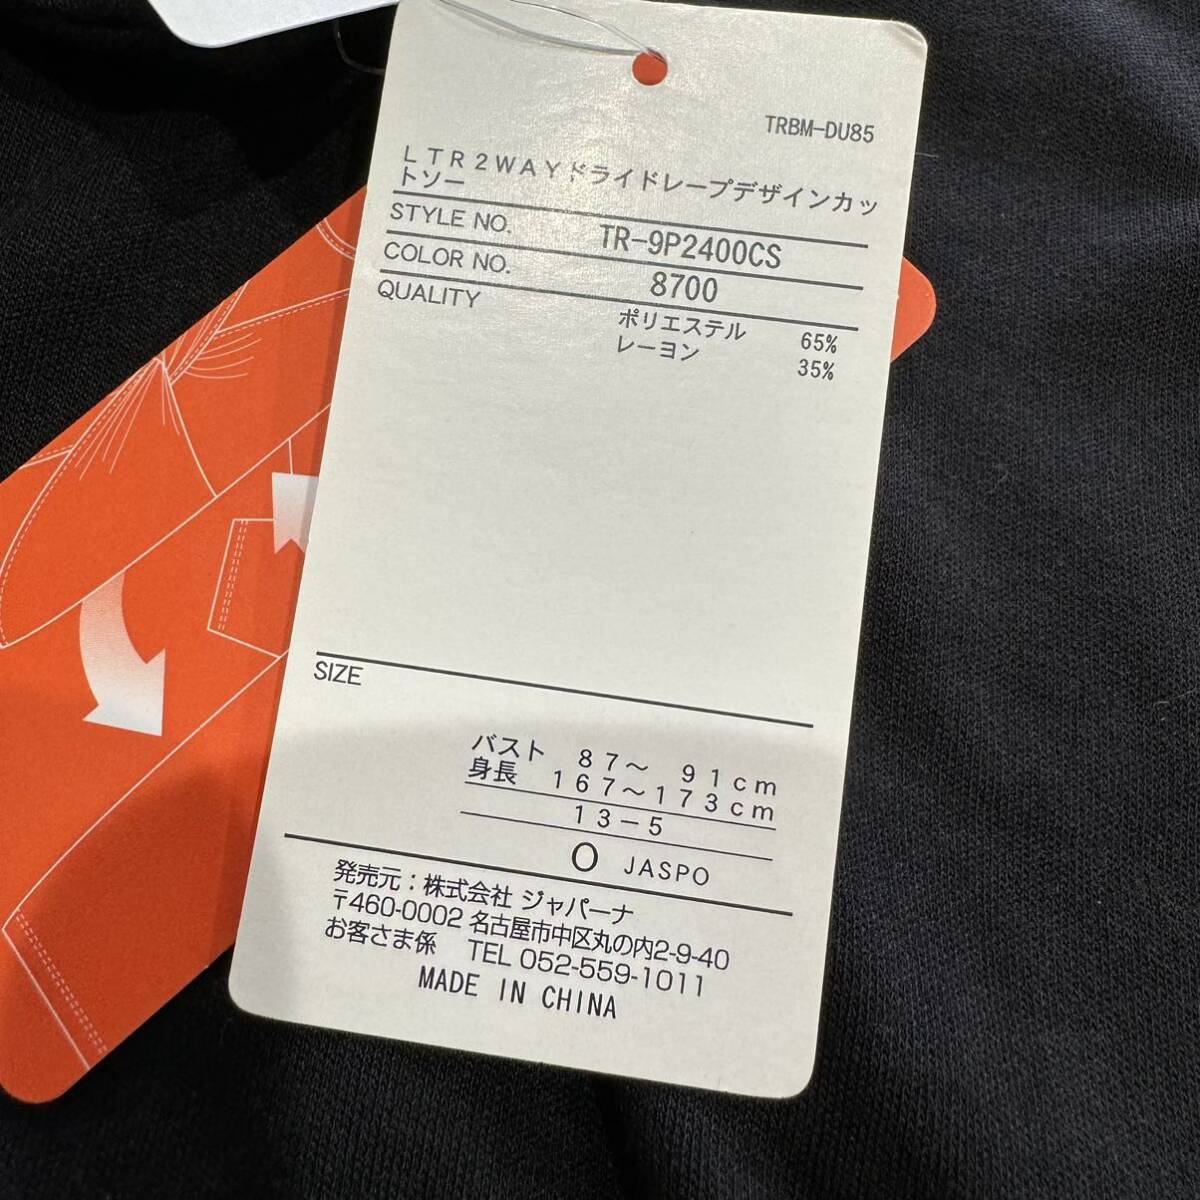 TRBM-DU85
LTR2WAYドライドレープデザインカッ
トソー
STYLE NO. TR-9P2400CS
COLOR NO. 8700
QUALITY ポリエステル 65%
レーヨン 35%
SIZE
バスト 87〜 91cm
身長 167〜173cm
13-5
O JASPO
発売元：株式会社 ジャパーナ
〒460-0002 名古屋市中区丸の内2-9-40
お客さま係 TEL 052-559-1011
MADE IN CHINA